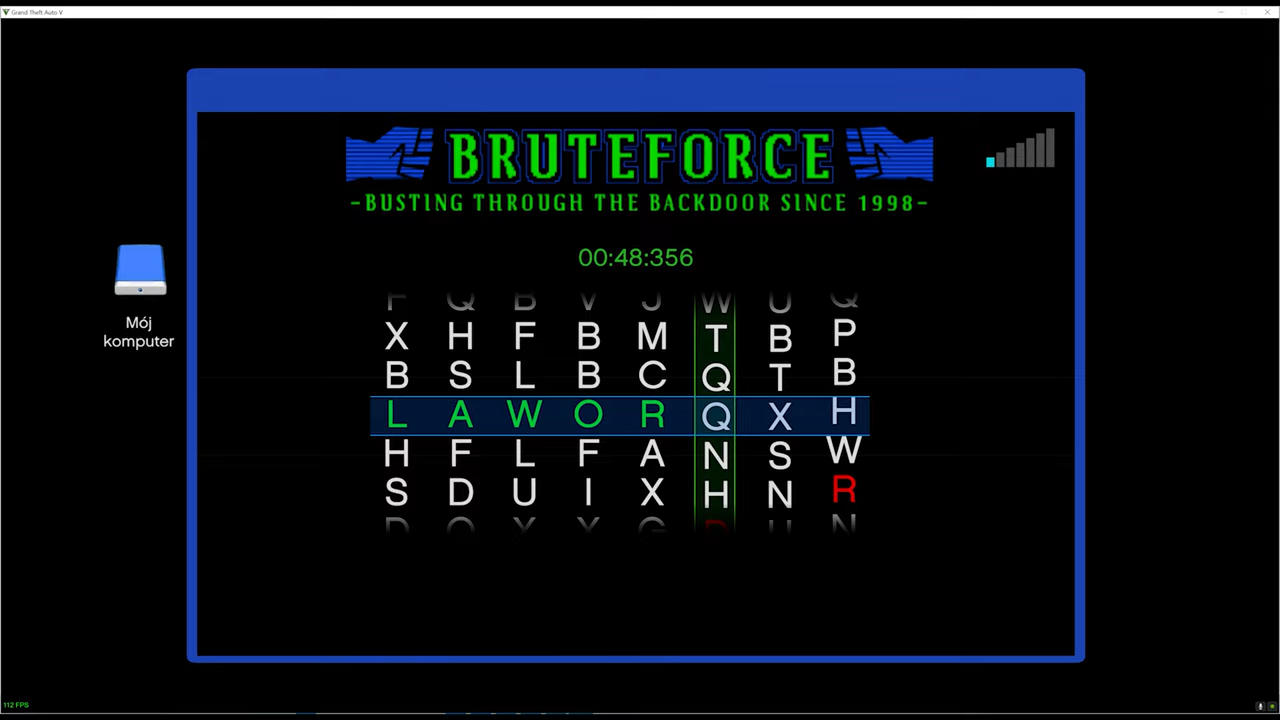 Grand Theft Auto V
BRUTEFORCE
-BUSTING THROUGH THE BACKDOOR SINCE 1998-
00:48:356
Mój
komputer
F Q B V J W U Q
X H F B M T B P
B S L B C Q T B
L A W O R Q X H
H F L F A N S W
S D U I X H N R
112 FPS